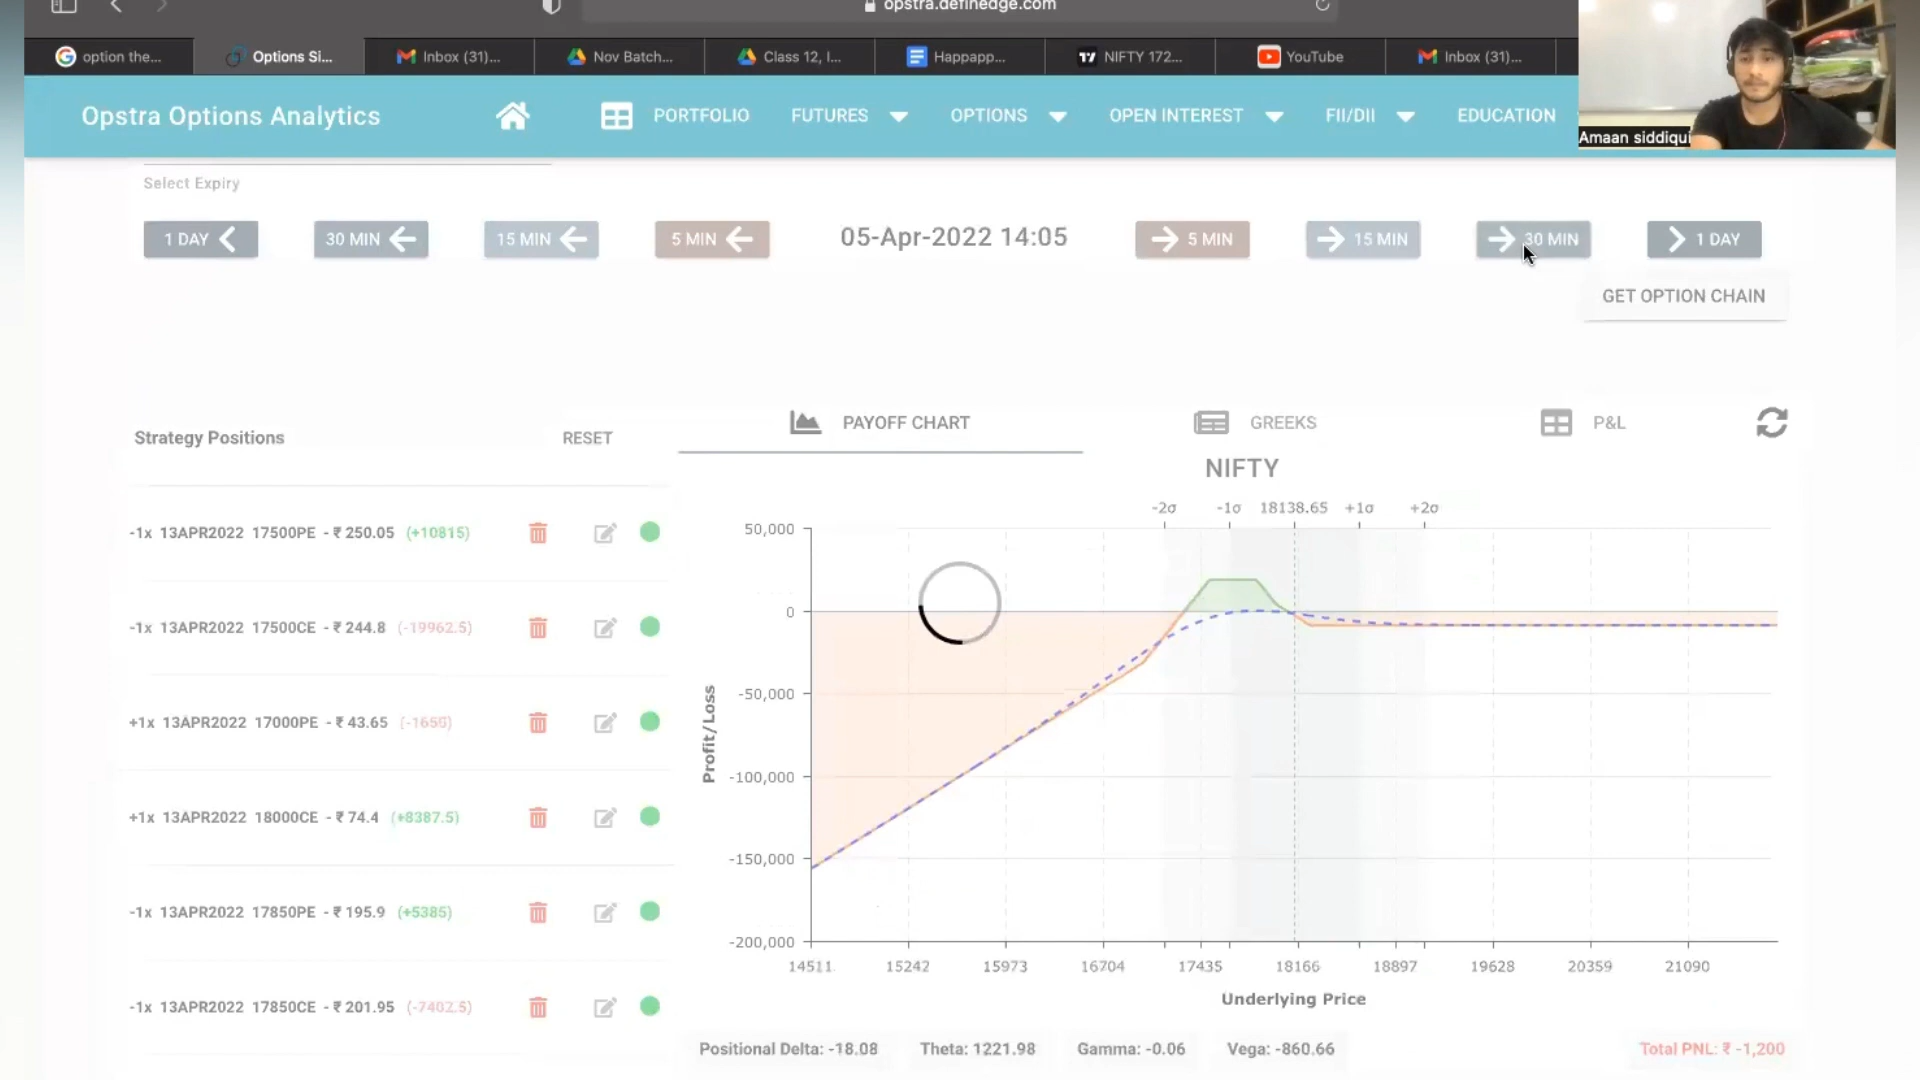 opstra.definedge.com
option the... Options Si... Inbox (31)... Nov Batch... Class 12, I... Happapp... NIFTY 172... YouTube Inbox (31)...
Opstra Options Analytics PORTFOLIO FUTURES OPTIONS OPEN INTEREST FII/DII EDUCATION
Amaan siddiqui
Select Expiry
1 DAY 30 MIN 15 MIN 5 MIN 05-Apr-2022 14:05 5 MIN 15 MIN 30 MIN 1 DAY
GET OPTION CHAIN
Strategy Positions RESET
PAYOFF CHART GREEKS P&L
NIFTY
-2σ -1σ 18138.65 +1σ +2σ
-1x 13APR2022 17500PE - ₹ 250.05 (+10815)
-1x 13APR2022 17500CE - ₹ 244.8 (-19962.5)
+1x 13APR2022 17000PE - ₹ 43.65
+1x 13APR2022 18000CE - ₹ 74.4 (+8387.5)
-1x 13APR2022 17850PE - ₹ 195.9 (+5385)
-1x 13APR2022 17850CE - ₹ 201.95 (-7402.5)
50,000
0
-50,000
-100,000
-150,000
-200,000
Profit/Loss
14511 15242 15973 16704 17435 18166 18897 19628 20359 21090
Underlying Price
Positional Delta: -18.08 Theta: 1221.98 Gamma: -0.06 Vega: -860.66 Total PNL: ₹ -1,200